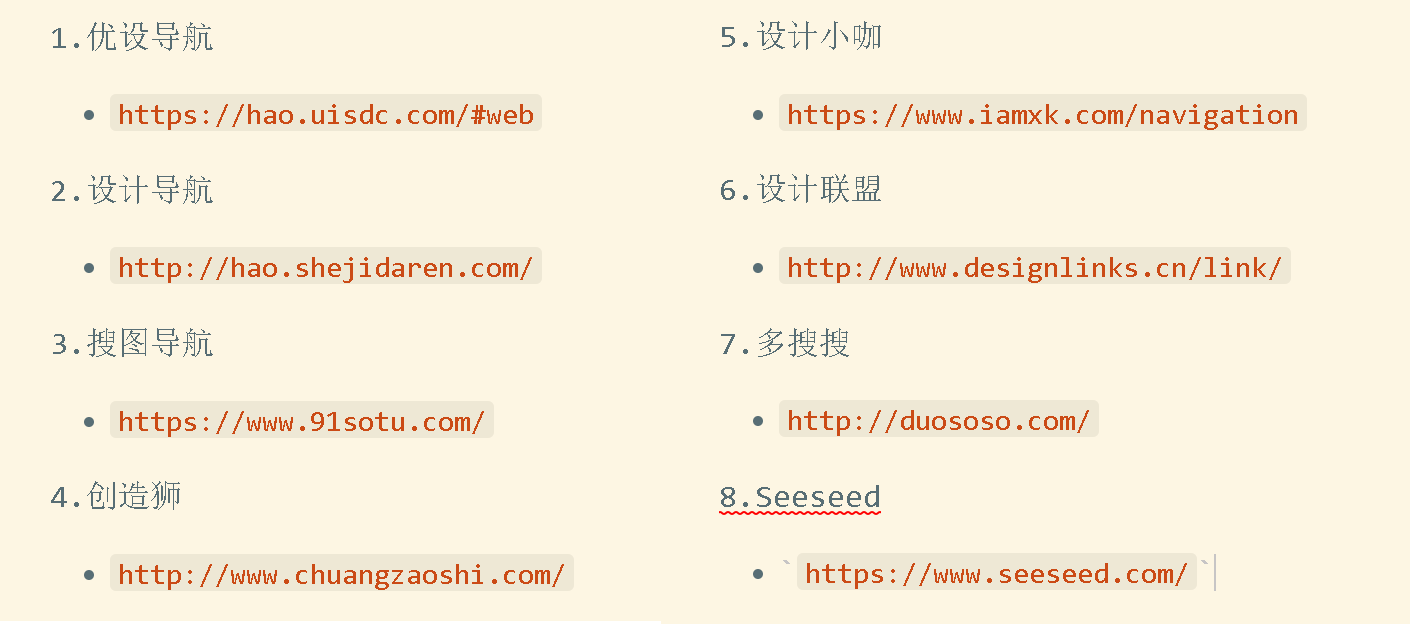 1.优设导航
https://hao.uisdc.com/#web
2.设计导航
http://hao.shejidaren.com/
3.搜图导航
https://www.91sotu.com/
4.创造狮
http://www.chuangzaoshi.com/
5.设计小咖
https://www.iamxk.com/navigation
6.设计联盟
http://www.designlinks.cn/link/
7.多搜搜
http://duososo.com/
8.Seeseed
`https://www.seeseed.com/`